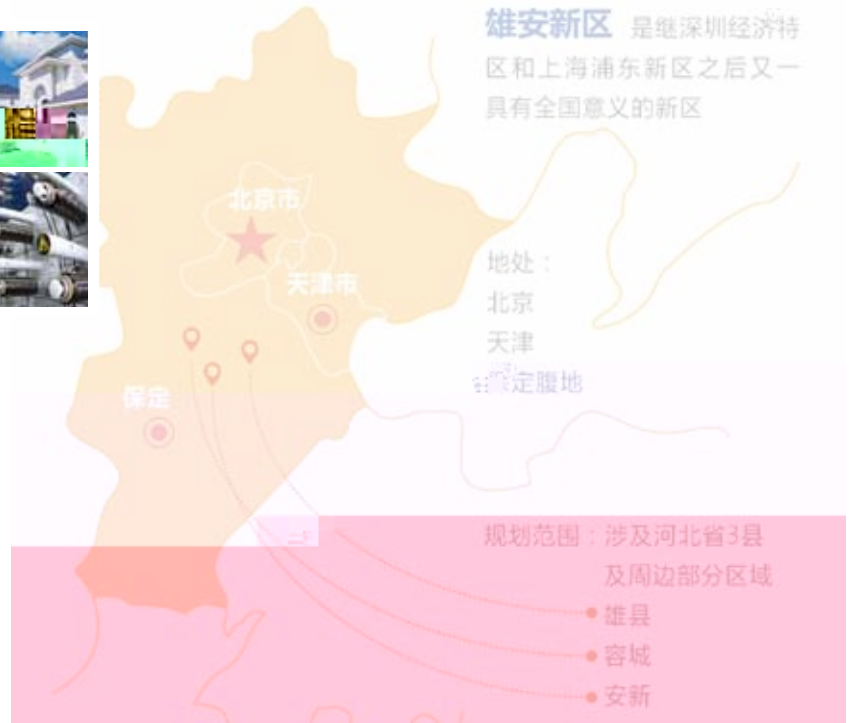 雄安新区 是继深圳经济特
区和上海浦东新区之后又一
具有全国意义的新区
北京市
天津市
保定
地处：
北京
天津
定腹地
规划范围：涉及河北省3县
及周边部分区域
雄县
容城
安新